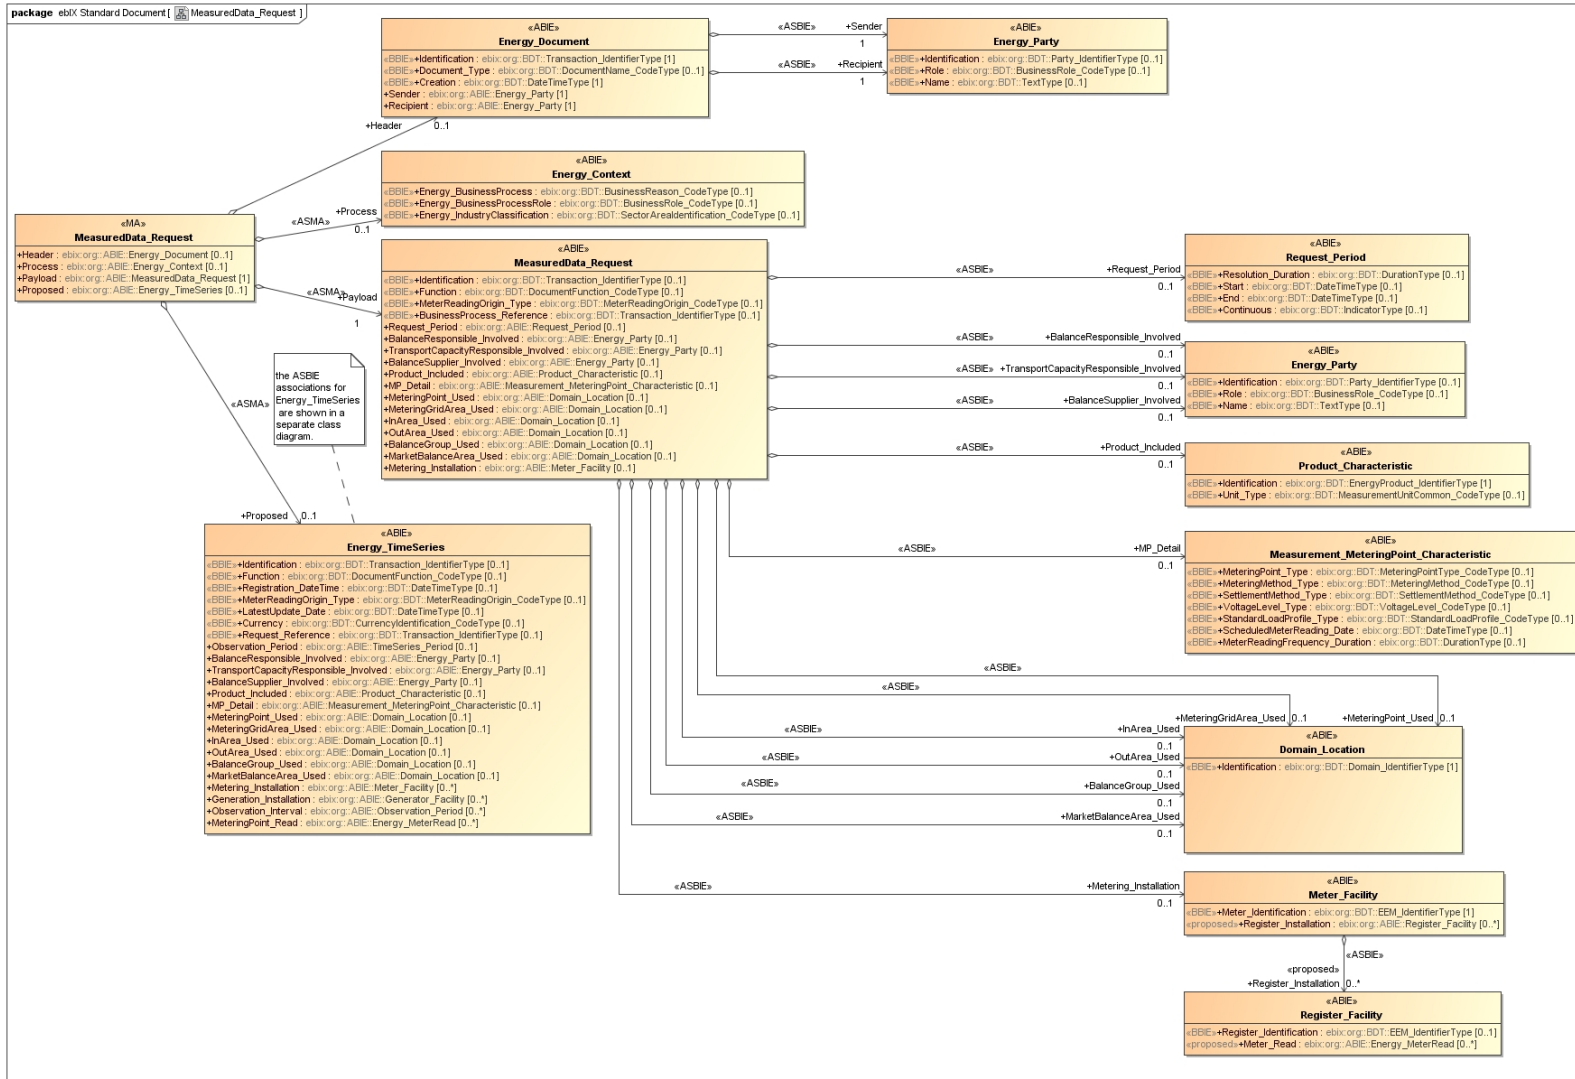 package ebIX Standard Document [ MeasuredData_Request ]
«ABIE»
Energy_Document
«BBIE»+Identification : ebix:org::BDT::Transaction_IdentifierType [1]
«BBIE»+Document_Type : ebix:org::BDT::DocumentName_CodeType [0..1]
«BBIE»+Creation : ebix:org::BDT::DateTimeType [1]
+Sender : ebix:org::ABIE::Energy_Party [1]
+Recipient : ebix:org::ABIE::Energy_Party [1]
«ASBIE»
+Sender
1
«ASBIE»
+Recipient
1
«ABIE»
Energy_Party
«BBIE»+Identification : ebix:org::BDT::Party_IdentifierType [1]
«BBIE»+Role : ebix:org::BDT::BusinessRole_CodeType [0..1]
«BBIE»+Name : ebix:org::BDT::TextType [0..1]
+Header
0..1
«ABIE»
Energy_Context
«BBIE»+Energy_BusinessProcess : ebix:org::BDT::BusinessReason_CodeType [0..1]
«BBIE»+Energy_BusinessProcessRole : ebix:org::BDT::BusinessRole_CodeType [0..1]
«BBIE»+Energy_IndustryClassification : ebix:org::BDT::SectorAreaIdentification_CodeType [0..1]
«MA»
MeasuredData_Request
+Header : ebix:org::ABIE::Energy_Document [0..1]
+Process : ebix:org::ABIE::Energy_Context [0..1]
+Payload : ebix:org::ABIE::MeasuredData_Request [1]
+Proposed : ebix:org::ABIE::Energy_TimeSeries [0..1]
«ASMA»
+Process
0..1
«ASMA»
+Payload
1
«ABIE»
MeasuredData_Request
«BBIE»+Identification : ebix:org::BDT::Transaction_IdentifierType [0..1]
«BBIE»+Function : ebix:org::BDT::DocumentFunction_CodeType [0..1]
«BBIE»+MeterReadingOrigin_Type : ebix:org::BDT::MeterReadingOrigin_CodeType [0..1]
«BBIE»+BusinessProcess_Reference : ebix:org::BDT::Transaction_IdentifierType [0..1]
+Request_Period : ebix:org::ABIE::Request_Period [0..1]
+BalanceResponsible_Involved : ebix:org::ABIE::Energy_Party [0..1]
+TransportCapacityResponsible_Involved : ebix:org::ABIE::Energy_Party [0..1]
+BalanceSupplier_Involved : ebix:org::ABIE::Energy_Party [0..1]
+Product_Included : ebix:org::ABIE::Product_Characteristic [0..1]
+MP_Detail : ebix:org::ABIE::Measurement_MeteringPoint_Characteristic [0..1]
+MeteringPoint_Used : ebix:org::ABIE::Domain_Location [0..1]
+MeteringGridArea_Used : ebix:org::ABIE::Domain_Location [0..1]
+InArea_Used : ebix:org::ABIE::Domain_Location [0..1]
+OutArea_Used : ebix:org::ABIE::Domain_Location [0..1]
+BalanceGroup_Used : ebix:org::ABIE::Domain_Location [0..1]
+MarketBalanceArea_Used : ebix:org::ABIE::Domain_Location [0..1]
+Metering_Installation : ebix:org::ABIE::Meter_Facility [0..1]
«ASBIE»
+Request_Period
0..1
«ABIE»
Request_Period
«BBIE»+Resolution_Duration : ebix:org::BDT::DurationType [0..1]
«BBIE»+Start : ebix:org::BDT::DateTimeType [0..1]
«BBIE»+End : ebix:org::BDT::DateTimeType [0..1]
«BBIE»+Continuous : ebix:org::BDT::IndicatorType [0..1]
«ASBIE»
+BalanceResponsible_Involved
0..1
«ASBIE»
+TransportCapacityResponsible_Involved
0..1
«ASBIE»
+BalanceSupplier_Involved
0..1
«ABIE»
Energy_Party
«BBIE»+Identification : ebix:org::BDT::Party_IdentifierType [1]
«BBIE»+Role : ebix:org::BDT::BusinessRole_CodeType [0..1]
«BBIE»+Name : ebix:org::BDT::TextType [0..1]
«ASBIE»
+Product_Included
0..1
«ABIE»
Product_Characteristic
«BBIE»+Identification : ebix:org::BDT::EnergyProduct_IdentifierType [1]
«BBIE»+Unit_Type : ebix:org::BDT::MeasurementUnitCommon_CodeType [0..1]
the ASBIE
associations for
Energy_TimeSeries
are shown in a
separate class
diagram.
«ASMA»
+Proposed
0..1
«ABIE»
Energy_TimeSeries
«BBIE»+Identification : ebix:org::BDT::Transaction_IdentifierType [0..1]
«BBIE»+Function : ebix:org::BDT::DocumentFunction_CodeType [0..1]
«BBIE»+Registration_DateTime : ebix:org::BDT::DateTimeType [0..1]
«BBIE»+MeterReadingOrigin_Type : ebix:org::BDT::MeterReadingOrigin_CodeType [0..1]
«BBIE»+LatestUpdate_Date : ebix:org::BDT::DateTimeType [0..1]
«BBIE»+Currency : ebix:org::BDT::CurrencyIdentification_CodeType [0..1]
«BBIE»+Request_Reference : ebix:org::BDT::Transaction_IdentifierType [0..1]
+Observation_Period : ebix:org::ABIE::TimeSeries_Period [0..1]
+BalanceResponsible_Involved : ebix:org::ABIE::Energy_Party [0..1]
+TransportCapacityResponsible_Involved : ebix:org::ABIE::Energy_Party [0..1]
+BalanceSupplier_Involved : ebix:org::ABIE::Energy_Party [0..1]
+Product_Included : ebix:org::ABIE::Product_Characteristic [0..1]
+MP_Detail : ebix:org::ABIE::Measurement_MeteringPoint_Characteristic [0..1]
+MeteringPoint_Used : ebix:org::ABIE::Domain_Location [0..1]
+MeteringGridArea_Used : ebix:org::ABIE::Domain_Location [0..1]
+InArea_Used : ebix:org::ABIE::Domain_Location [0..1]
+OutArea_Used : ebix:org::ABIE::Domain_Location [0..1]
+BalanceGroup_Used : ebix:org::ABIE::Domain_Location [0..1]
+MarketBalanceArea_Used : ebix:org::ABIE::Domain_Location [0..1]
+Metering_Installation : ebix:org::ABIE::Meter_Facility [0..*]
+Generation_Installation : ebix:org::ABIE::Generator_Facility [0..*]
+Observation_Interval : ebix:org::ABIE::Observation_Period [0..*]
+MeteringPoint_Read : ebix:org::ABIE::Energy_MeterRead [0..*]
«ASBIE»
+MP_Detail
0..1
«ABIE»
Measurement_MeteringPoint_Characteristic
«BBIE»+MeteringPoint_Type : ebix:org::BDT::MeteringPointType_CodeType [0..1]
«BBIE»+MeteringMethod_Type : ebix:org::BDT::MeteringMethod_CodeType [0..1]
«BBIE»+SettlementMethod_Type : ebix:org::BDT::SettlementMethod_CodeType [0..1]
«BBIE»+VoltageLevel_Type : ebix:org::BDT::VoltageLevel_CodeType [0..1]
«BBIE»+StandardLoadProfile_Type : ebix:org::BDT::StandardLoadProfile_CodeType [0..1]
«BBIE»+ScheduledMeterReading_Date : ebix:org::BDT::DateTimeType [0..1]
«BBIE»+MeterReadingFrequency_Duration : ebix:org::BDT::DurationType [0..1]
«ASBIE»
«ASBIE»
+MeteringGridArea_Used 0..1
+MeteringPoint_Used 0..1
«ASBIE»
+InArea_Used
0..1
«ASBIE»
+OutArea_Used
0..1
«ASBIE»
+BalanceGroup_Used
0..1
«ASBIE»
+MarketBalanceArea_Used
0..1
«ABIE»
Domain_Location
«BBIE»+Identification : ebix:org::BDT::Domain_IdentifierType [1]
«ASBIE»
+Metering_Installation
0..1
«ABIE»
Meter_Facility
«BBIE»+Meter_Identification : ebix:org::BDT::EEM_IdentifierType [1]
«proposed»+Register_Installation : ebix:org::ABIE::Register_Facility [0..*]
«ASBIE»
«proposed»
+Register_Installation 0..*
«ABIE»
Register_Facility
«BBIE»+Register_Identification : ebix:org::BDT::EEM_IdentifierType [0..1]
«proposed»+Meter_Read : ebix:org::ABIE::Energy_MeterRead [0..*]